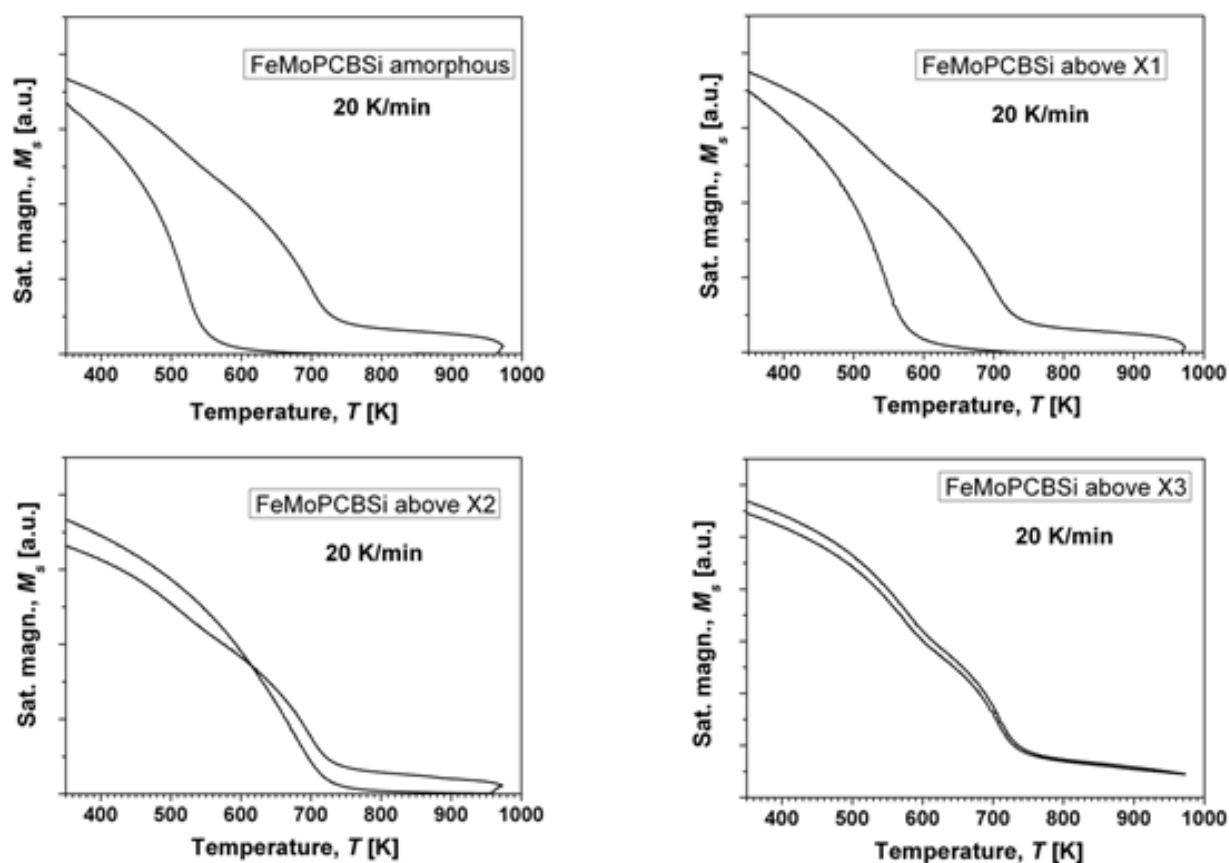 FeMoPCBSi amorphous
20 K/min
Sat. magn., Ms [a.u.]
400 500 600 700 800 900 1000
Temperature, T [K]
FeMoPCBSi above X1
20 K/min
Sat. magn., Ms [a.u.]
400 500 600 700 800 900 1000
Temperature, T [K]
FeMoPCBSi above X2
20 K/min
Sat. magn., Ms [a.u.]
400 500 600 700 800 900 1000
Temperature, T [K]
FeMoPCBSi above X3
20 K/min
Sat. magn., Ms [a.u.]
400 500 600 700 800 900 1000
Temperature, T [K]